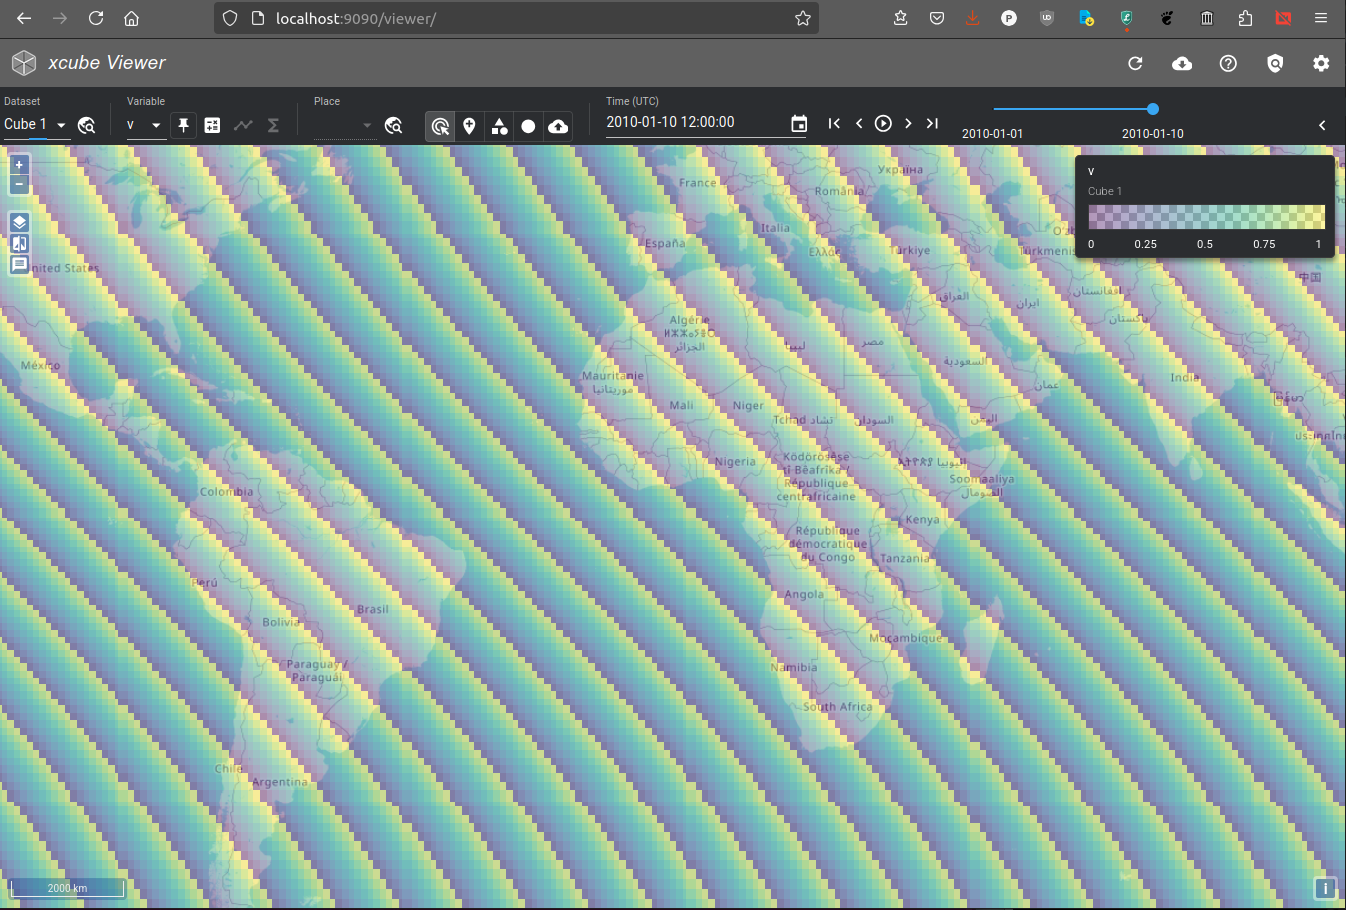 localhost:9090/viewer/
xcube Viewer
Dataset
Cube 1
Variable
v
Place
Time (UTC)
2010-01-10 12:00:00
2010-01-01
2010-01-10
v
Cube 1
0 0.25 0.5 0.75 1
+
−
France
Україна
România
Italia
España
Ελλάς
Türkiye
United States
中国
العراق
ایران
افغانستان
پاکستان
Algérie
ⵍⵣⵣⴰⵢⴻⵔ
الجزائر
ليبيا
مصر
السعودية
México
Mauritanie
موريتانيا
عمان
India
Mali
Niger
Tchad تشاد
السودان
اليمن
Nigeria
Ködörösêse
tî Bêafrîka /
République
centrafricaine
Soomaaliya
الصومال
Colombia
Kenya
République
démocratique
du Congo
Tanzania
Perú
Angola
Brasil
Bolivia
Moçambique
Paraguay /
Paraguái
Namibia
South Africa
Chile
Argentina
2000 km
i